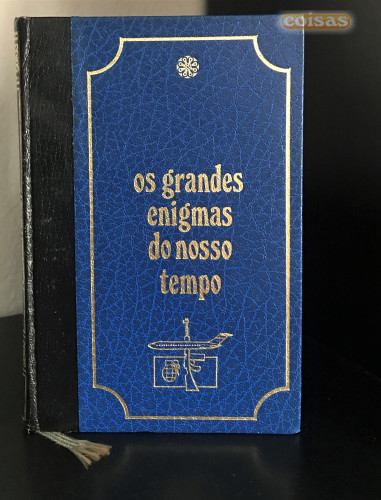 coisas
os grandes
enigmas
do nosso
tempo